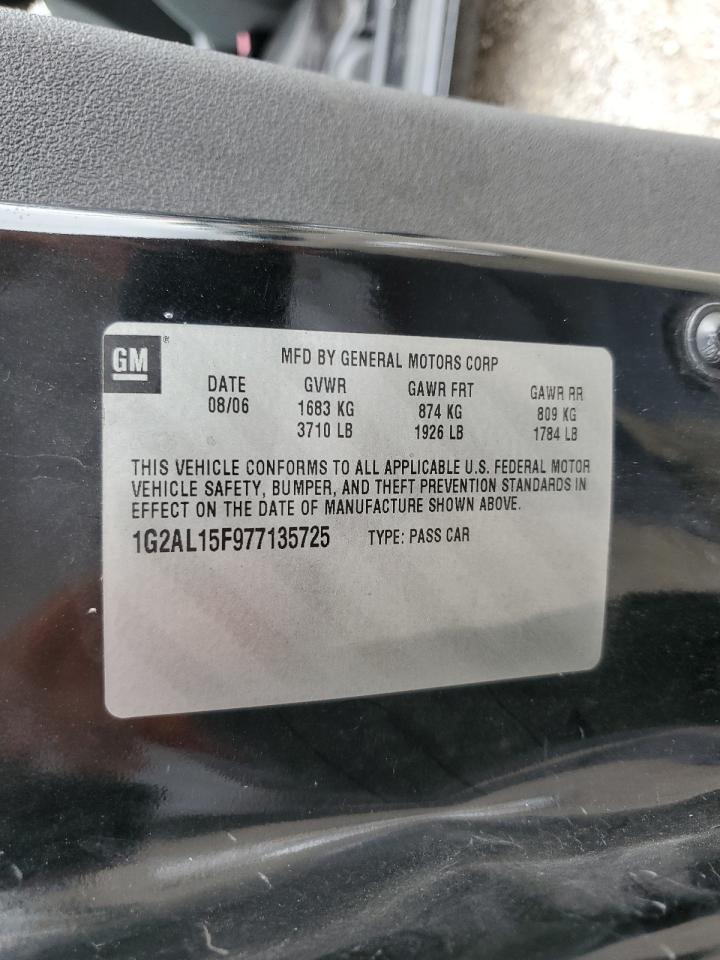 GM ® MFD BY GENERAL MOTORS CORP
DATE GVWR GAWR FRT GAWR RR
08/06 1683 KG 874 KG 809 KG
3710 LB 1926 LB 1784 LB
THIS VEHICLE CONFORMS TO ALL APPLICABLE U.S. FEDERAL MOTOR
VEHICLE SAFETY, BUMPER, AND THEFT PREVENTION STANDARDS IN
EFFECT ON THE DATE OF MANUFACTURE SHOWN ABOVE.
1G2AL15F977135725 TYPE: PASS CAR